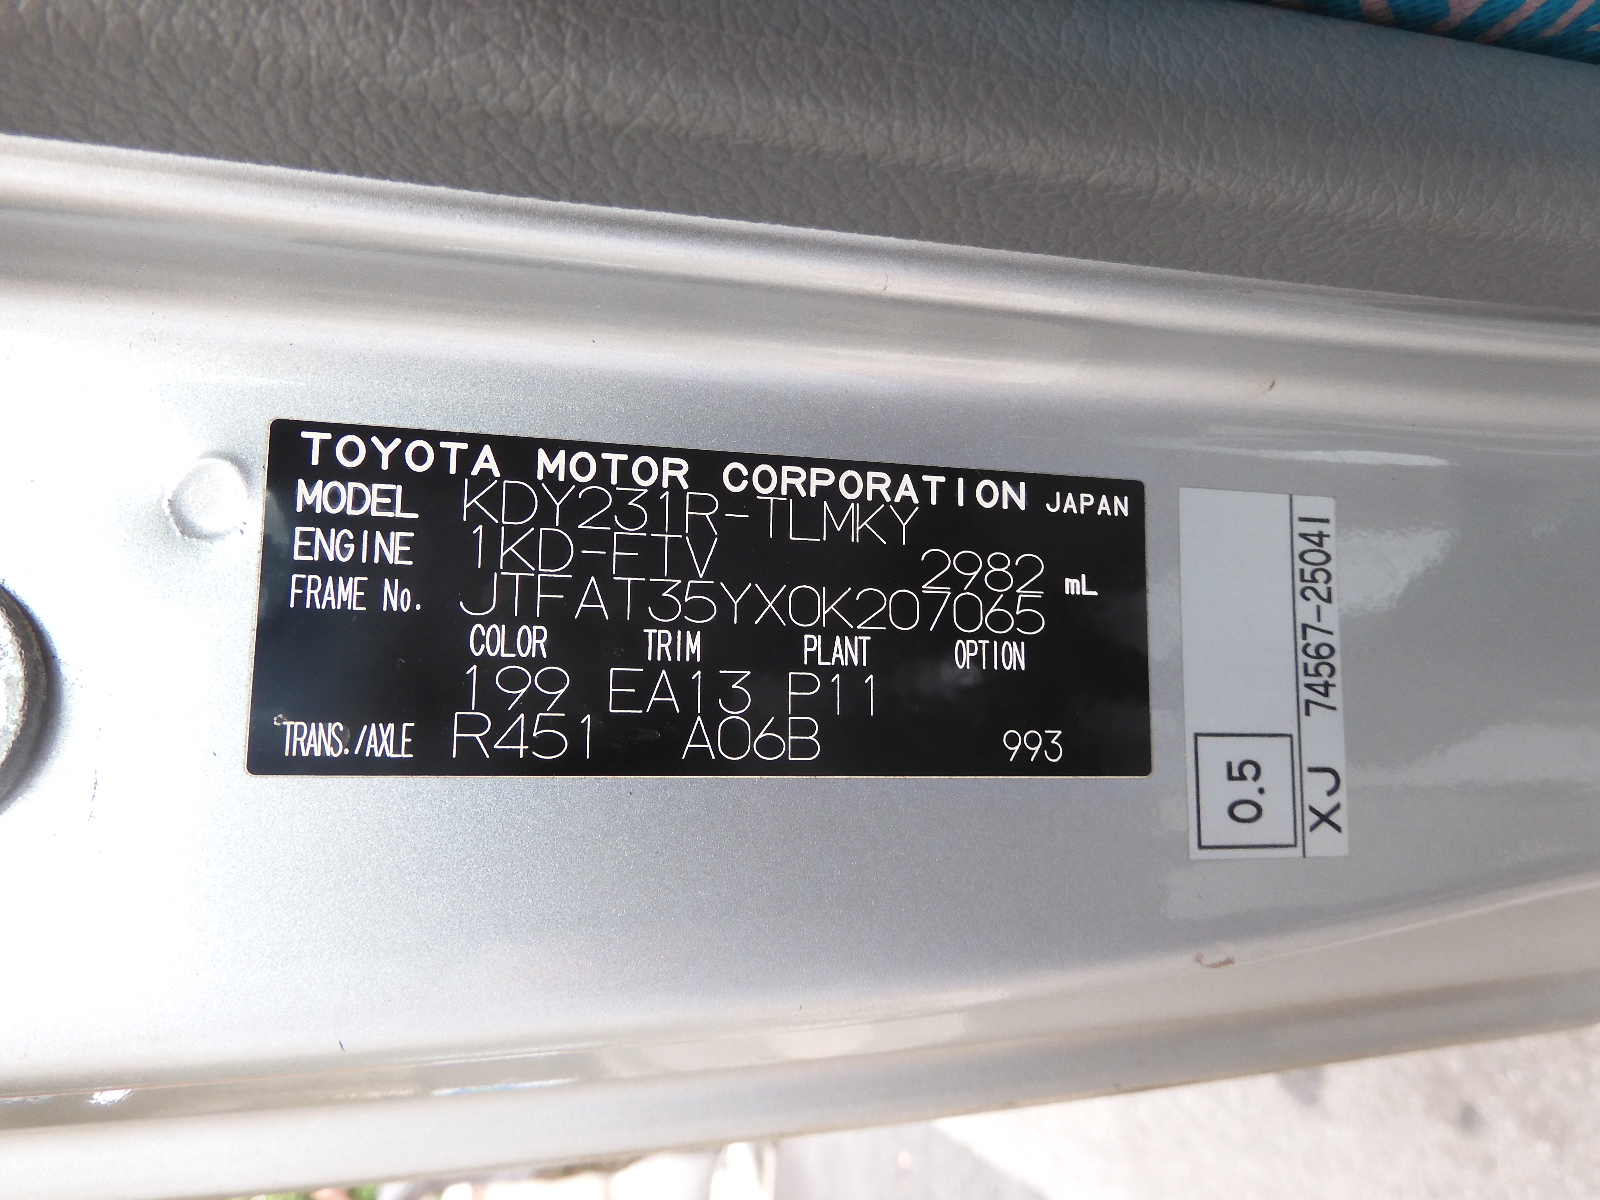 TOYOTA MOTOR CORPORATION JAPAN
MODEL KDY231R-TLMKY
ENGINE 1KD-FTV 2982 mL
FRAME No. JTFAT35YX0K207065
COLOR TRIM PLANT OPTION
199 EA13 P11
TRANS./AXLE R451 A06B 993
0.5
XJ 74567-25041